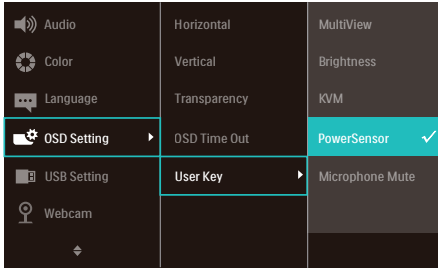 Audio
Color
Language
OSD Setting
USB Setting
Webcam
Horizontal
Vertical
Transparency
OSD Time Out
User Key
MultiView
Brightness
KVM
PowerSensor
Microphone Mute